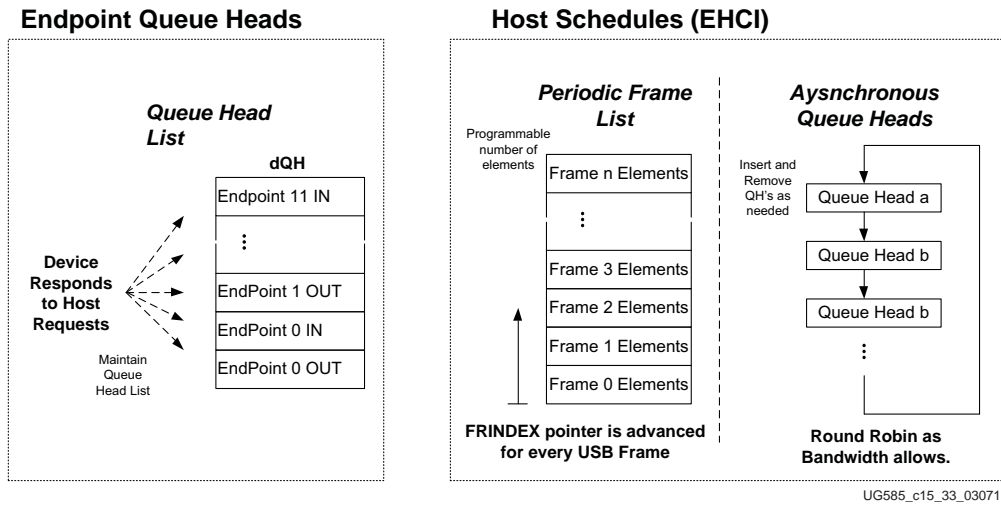 Endpoint Queue Heads
Queue Head
List
dQH
Endpoint 11 IN
⋮
EndPoint 1 OUT
EndPoint 0 IN
EndPoint 0 OUT
Device
Responds
to Host
Requests
Maintain
Queue
Head List
Host Schedules (EHCI)
Periodic Frame
List
Programmable
number of
elements
Frame n Elements
⋮
Frame 3 Elements
Frame 2 Elements
Frame 1 Elements
Frame 0 Elements
FRINDEX pointer is advanced
for every USB Frame
Aysnchronous
Queue Heads
Insert and
Remove
QH's as
needed
Queue Head a
Queue Head b
Queue Head b
⋮
Round Robin as
Bandwidth allows.
UG585_c15_33_03071